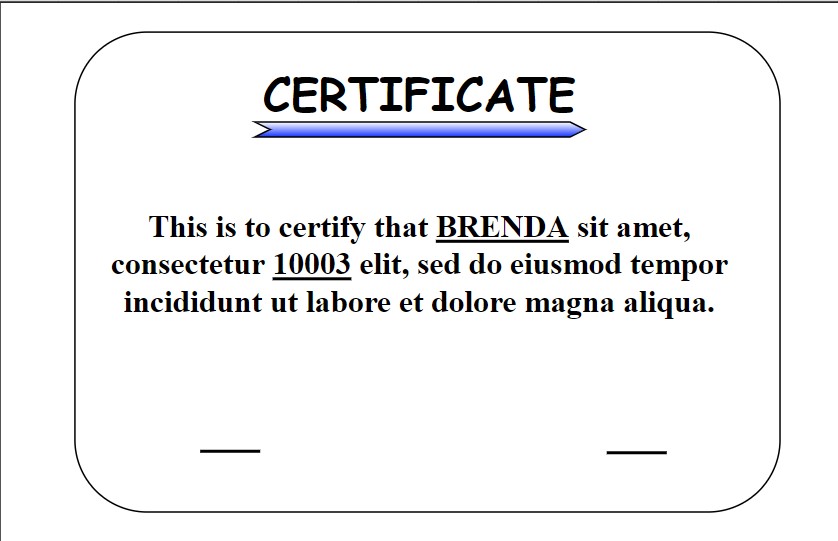 CERTIFICATE
This is to certify that BRENDA sit amet,
consectetur 10003 elit, sed do eiusmod tempor
incididunt ut labore et dolore magna aliqua.